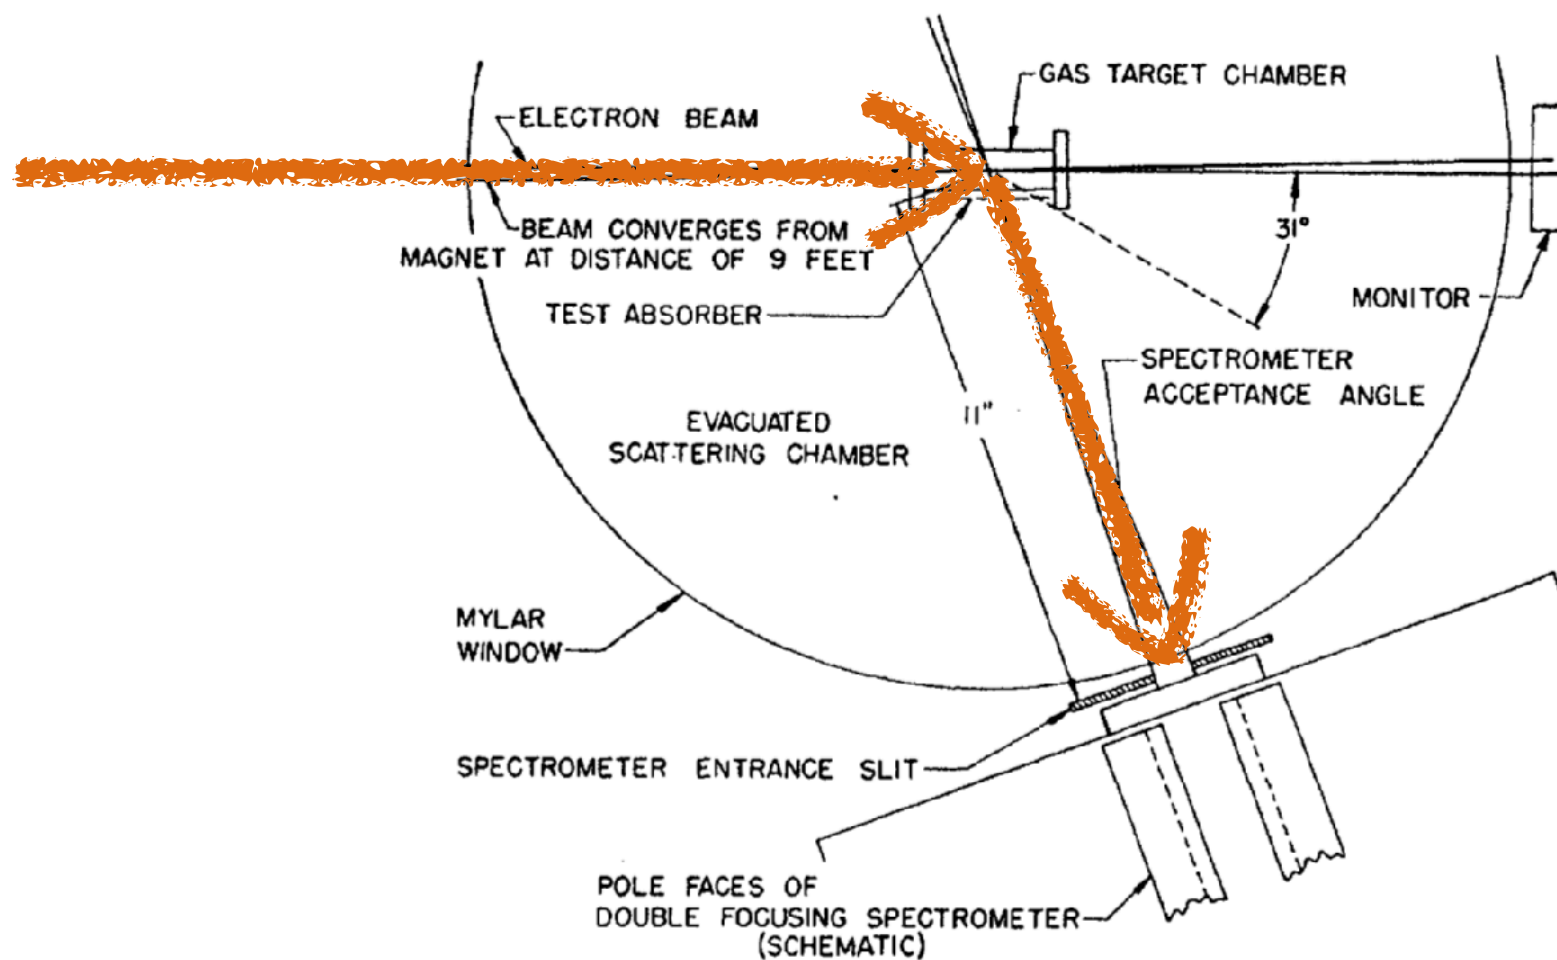 GAS TARGET CHAMBER
ELECTRON BEAM
BEAM CONVERGES FROM
MAGNET AT DISTANCE OF 9 FEET
31°
MONITOR
TEST ABSORBER
SPECTROMETER
ACCEPTANCE ANGLE
11"
EVACUATED
SCATTERING CHAMBER
MYLAR
WINDOW
SPECTROMETER ENTRANCE SLIT
POLE FACES OF
DOUBLE FOCUSING SPECTROMETER
(SCHEMATIC)